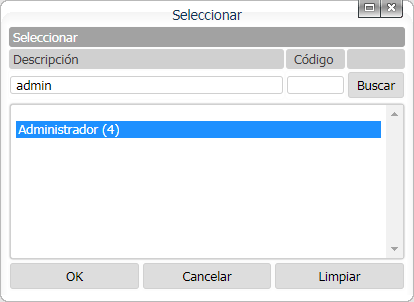 Seleccionar
Seleccionar
Descripción Código
admin Buscar
Administrador (4)
OK Cancelar Limpiar